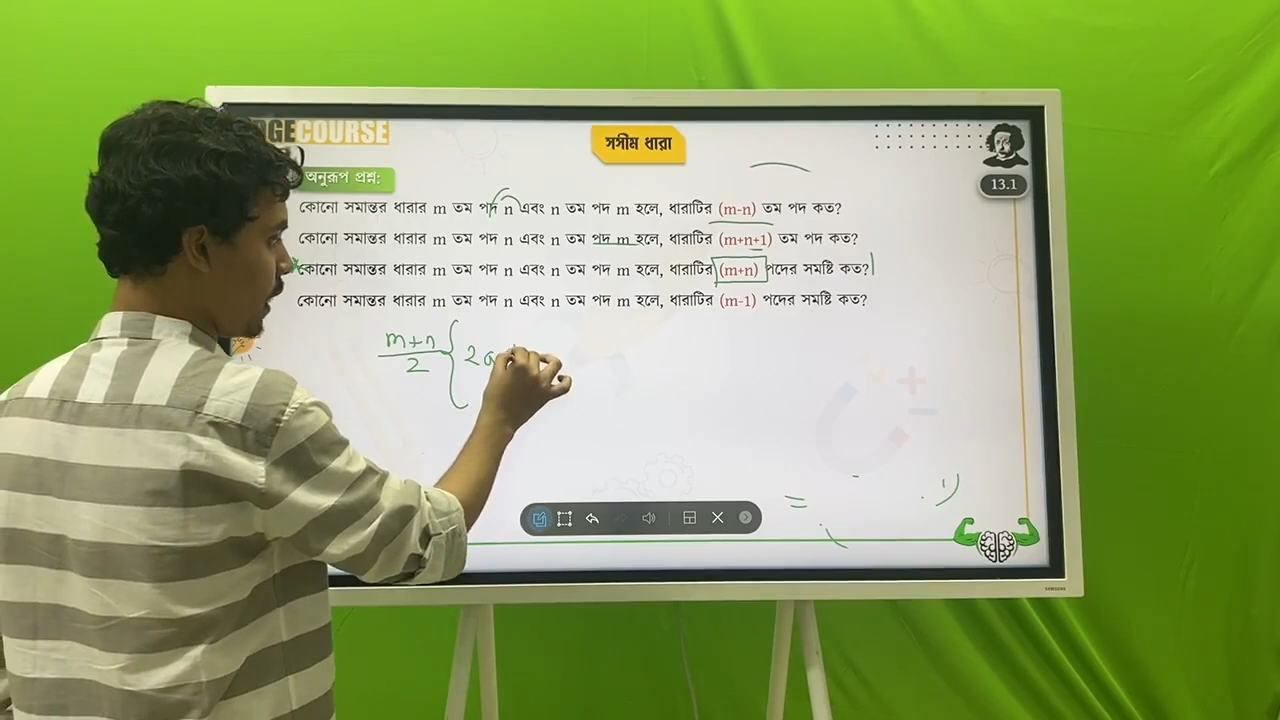 COURSE
সসীম ধারা
13.1
অনুরূপ প্রশ্ন:
কোনো সমান্তর ধারার m তম পদ n এবং n তম পদ m হলে, ধারাটির (m-n) তম পদ কত?
কোনো সমান্তর ধারার m তম পদ n এবং n তম পদ m হলে, ধারাটির (m+n+1) তম পদ কত?
কোনো সমান্তর ধারার m তম পদ n এবং n তম পদ m হলে, ধারাটির (m+n) পদের সমষ্টি কত?
কোনো সমান্তর ধারার m তম পদ n এবং n তম পদ m হলে, ধারাটির (m-1) পদের সমষ্টি কত?
m+n
2 { 2a
=
SAMSUNG